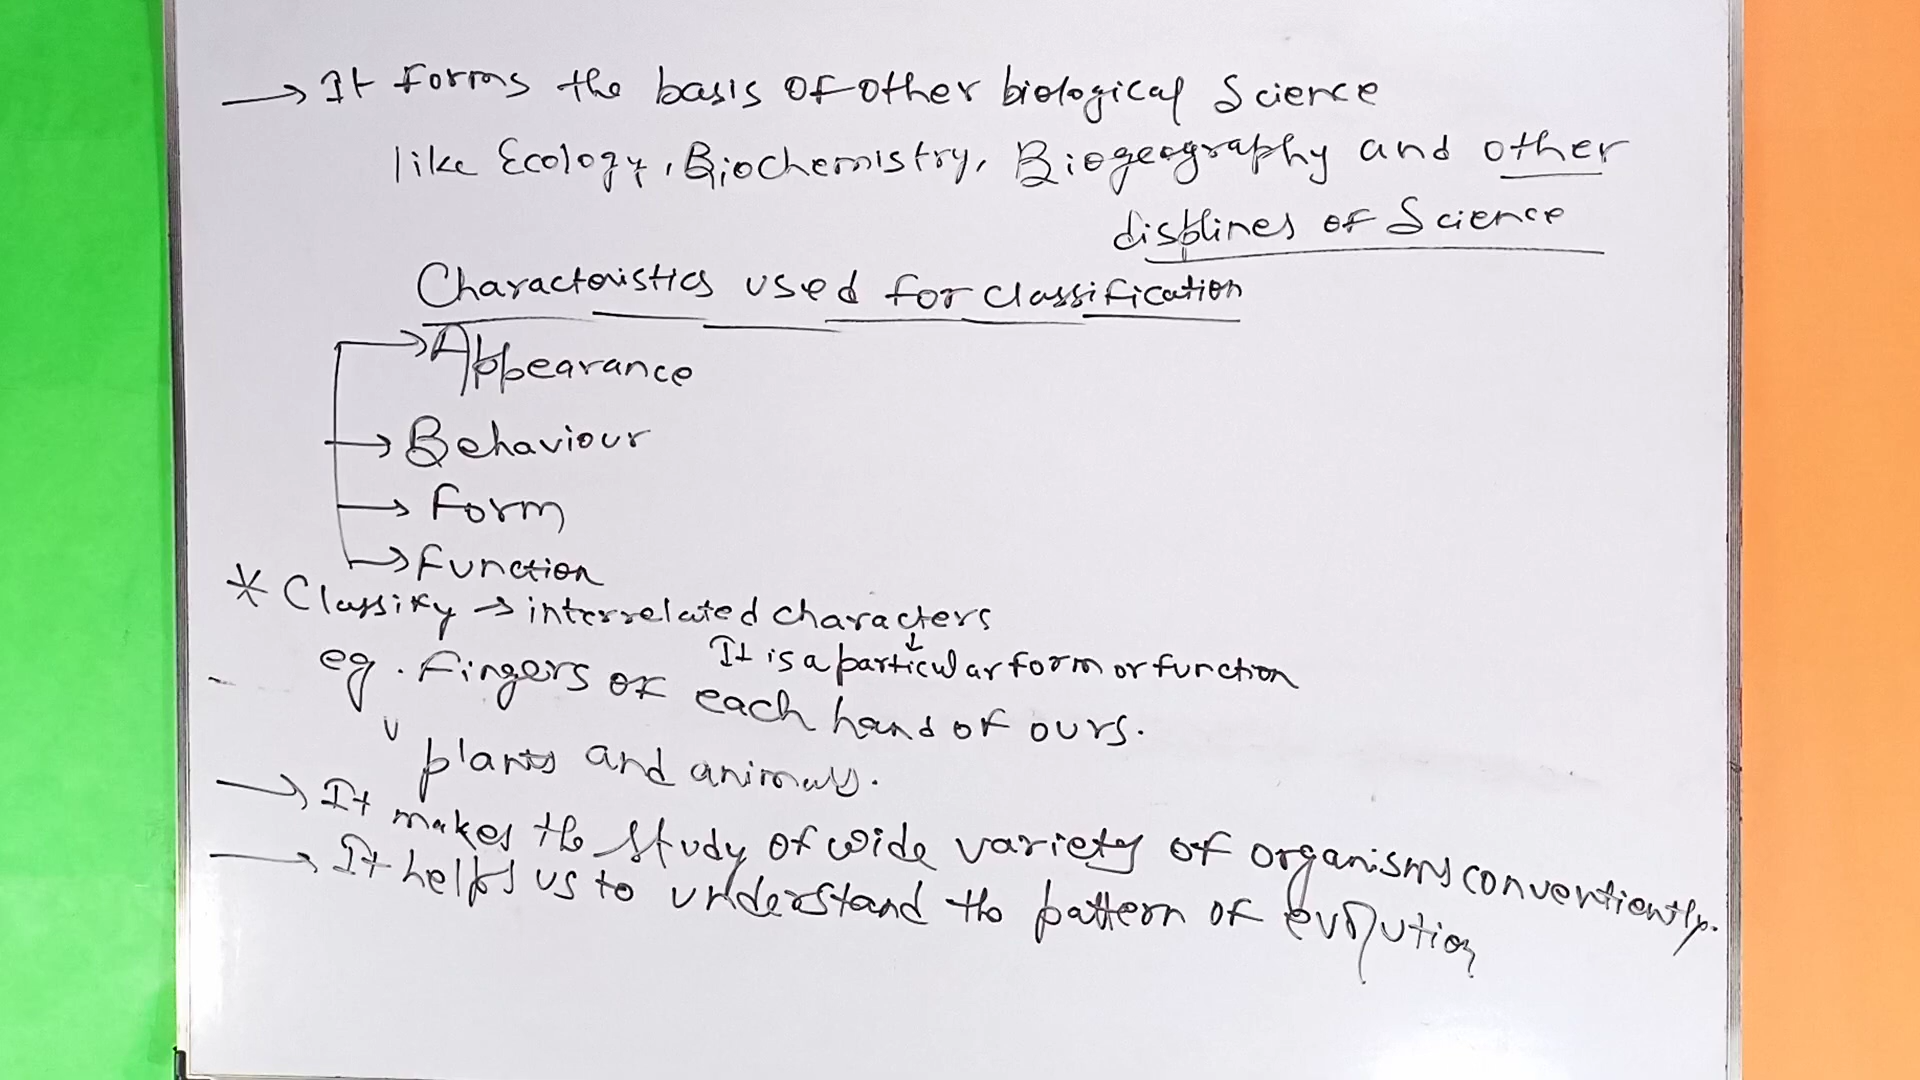 → It forms the basis of other biological Science
like Ecology, Biochemistry, Biogeography and other
disblines of Science
Characteristics used for classification
→ Appearance
→ Behaviour
→ Form
→ Function
* Classify → interrelated characters
↓
It is a particular form or function
eg. Fingers of each hand of ours.
plants and animals.
→ It makes the study of wide variety of organisms conventiently.
→ It helps us to understand the pattern of evolution